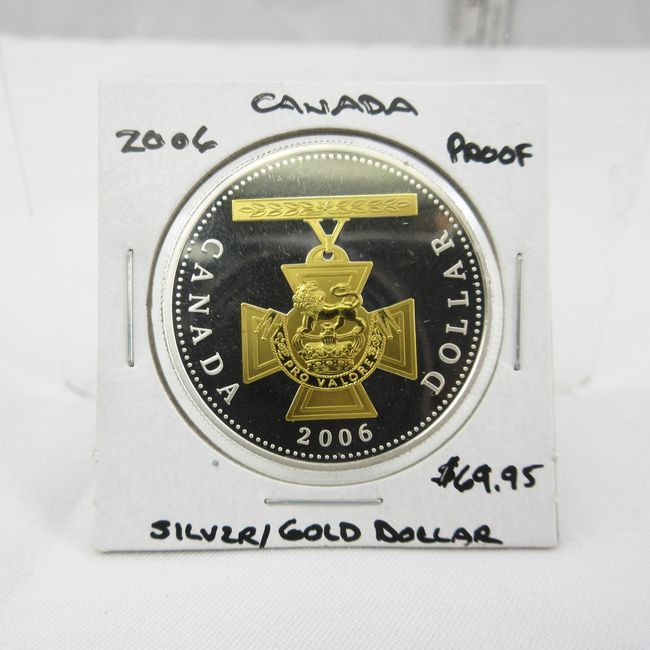 CANADA
2006
PROOF
CANADA
DOLLAR
PRO VALORE
2006
$69.95
SILVER/GOLD DOLLAR